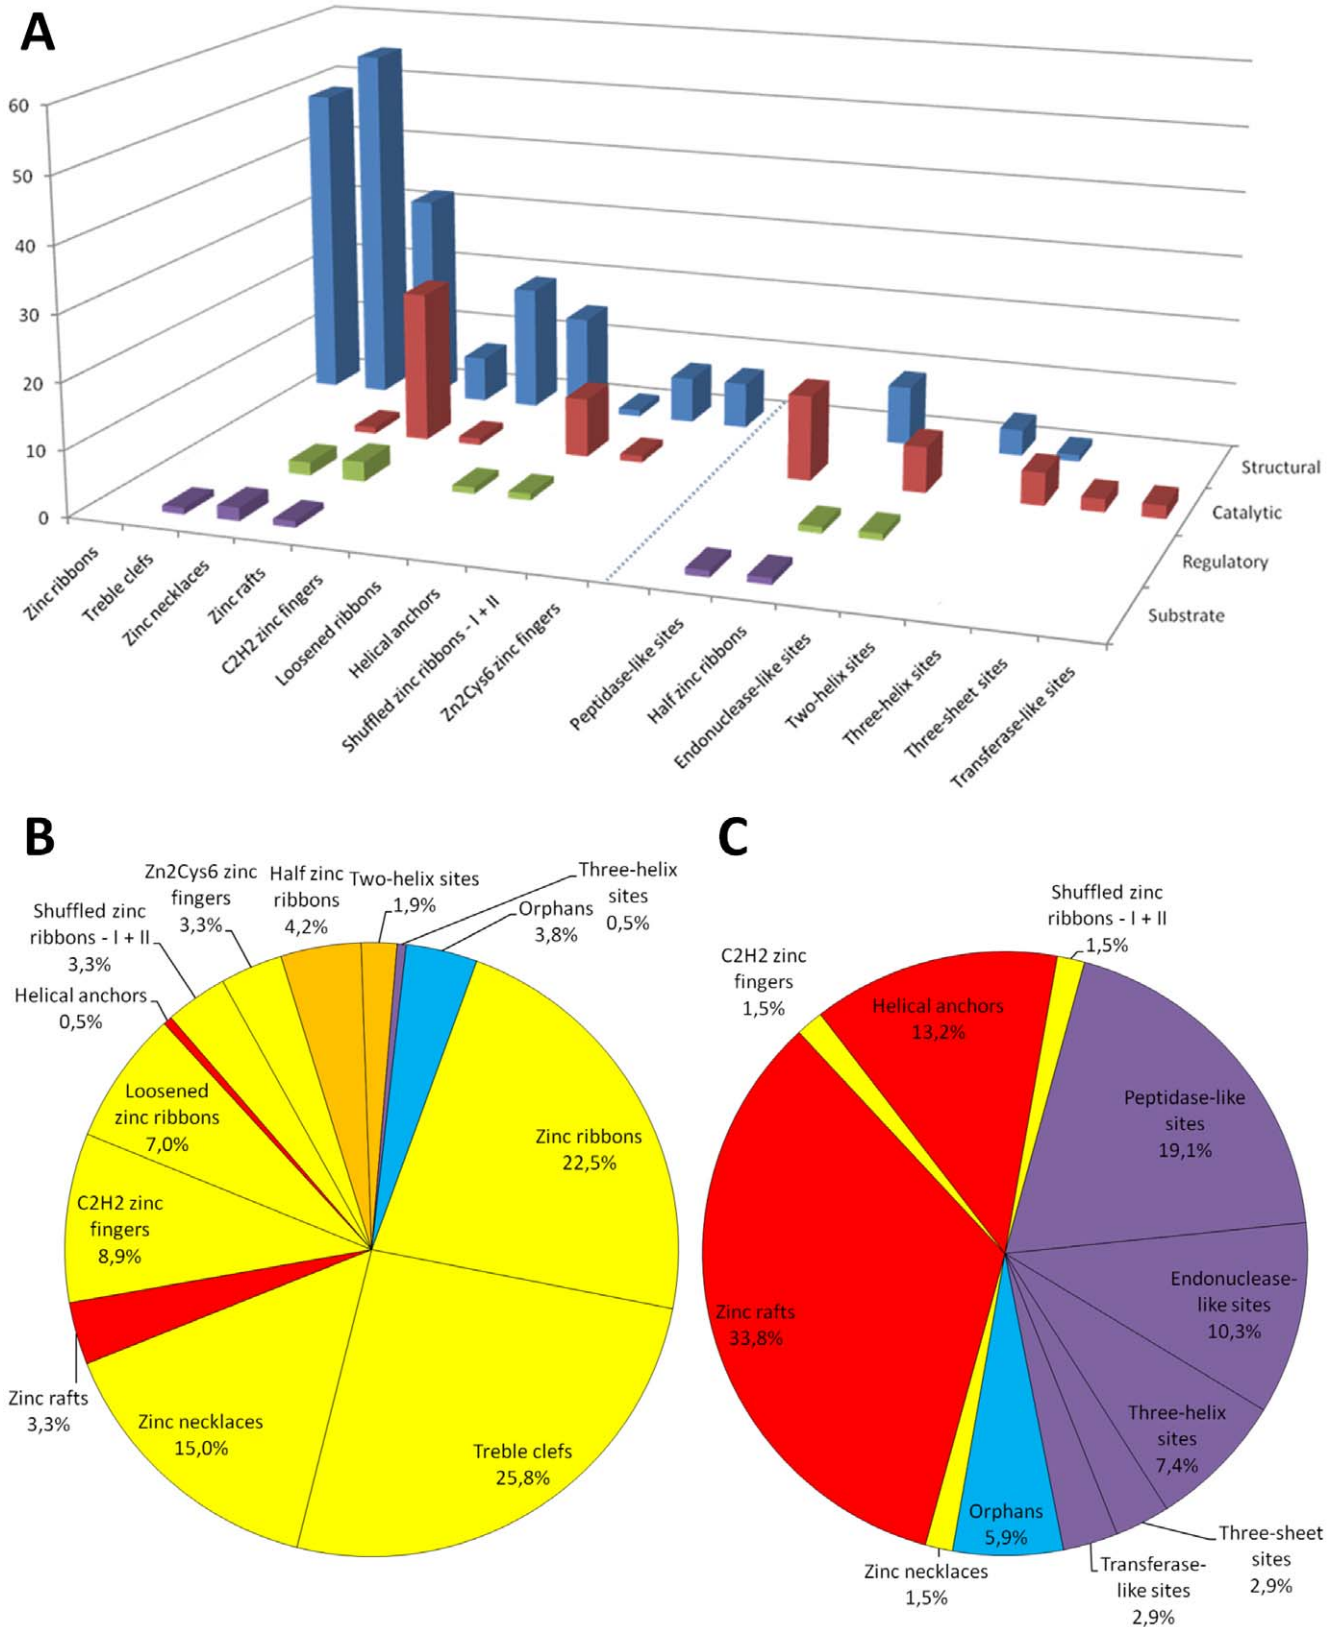 A
60
50
40
30
20
10
0
Structural
Catalytic
Regulatory
Substrate
Zinc ribbons
Treble clefs
Zinc necklaces
Zinc rafts
C2H2 zinc fingers
Loosened ribbons
Helical anchors
Shuffled zinc ribbons - I + II
Zn2Cys6 zinc fingers
Peptidase-like sites
Half zinc ribbons
Endonuclease-like sites
Two-helix sites
Three-helix sites
Three-sheet sites
Transferase-like sites
B
Zn2Cys6 zinc
fingers
3,3%
Half zinc
ribbons
4,2%
Two-helix sites
1,9%
Three-helix
sites
0,5%
Orphans
3,8%
Shuffled zinc
ribbons - I + II
3,3%
Helical anchors
0,5%
Loosened
zinc ribbons
7,0%
Zinc ribbons
22,5%
C2H2 zinc
fingers
8,9%
Zinc rafts
3,3%
Zinc necklaces
15,0%
Treble clefs
25,8%
C
Shuffled zinc
ribbons - I + II
1,5%
C2H2 zinc
fingers
1,5%
Helical anchors
13,2%
Peptidase-like
sites
19,1%
Endonuclease-
like sites
10,3%
Zinc rafts
33,8%
Three-helix
sites
7,4%
Orphans
5,9%
Three-sheet
sites
2,9%
Transferase-
like sites
2,9%
Zinc necklaces
1,5%